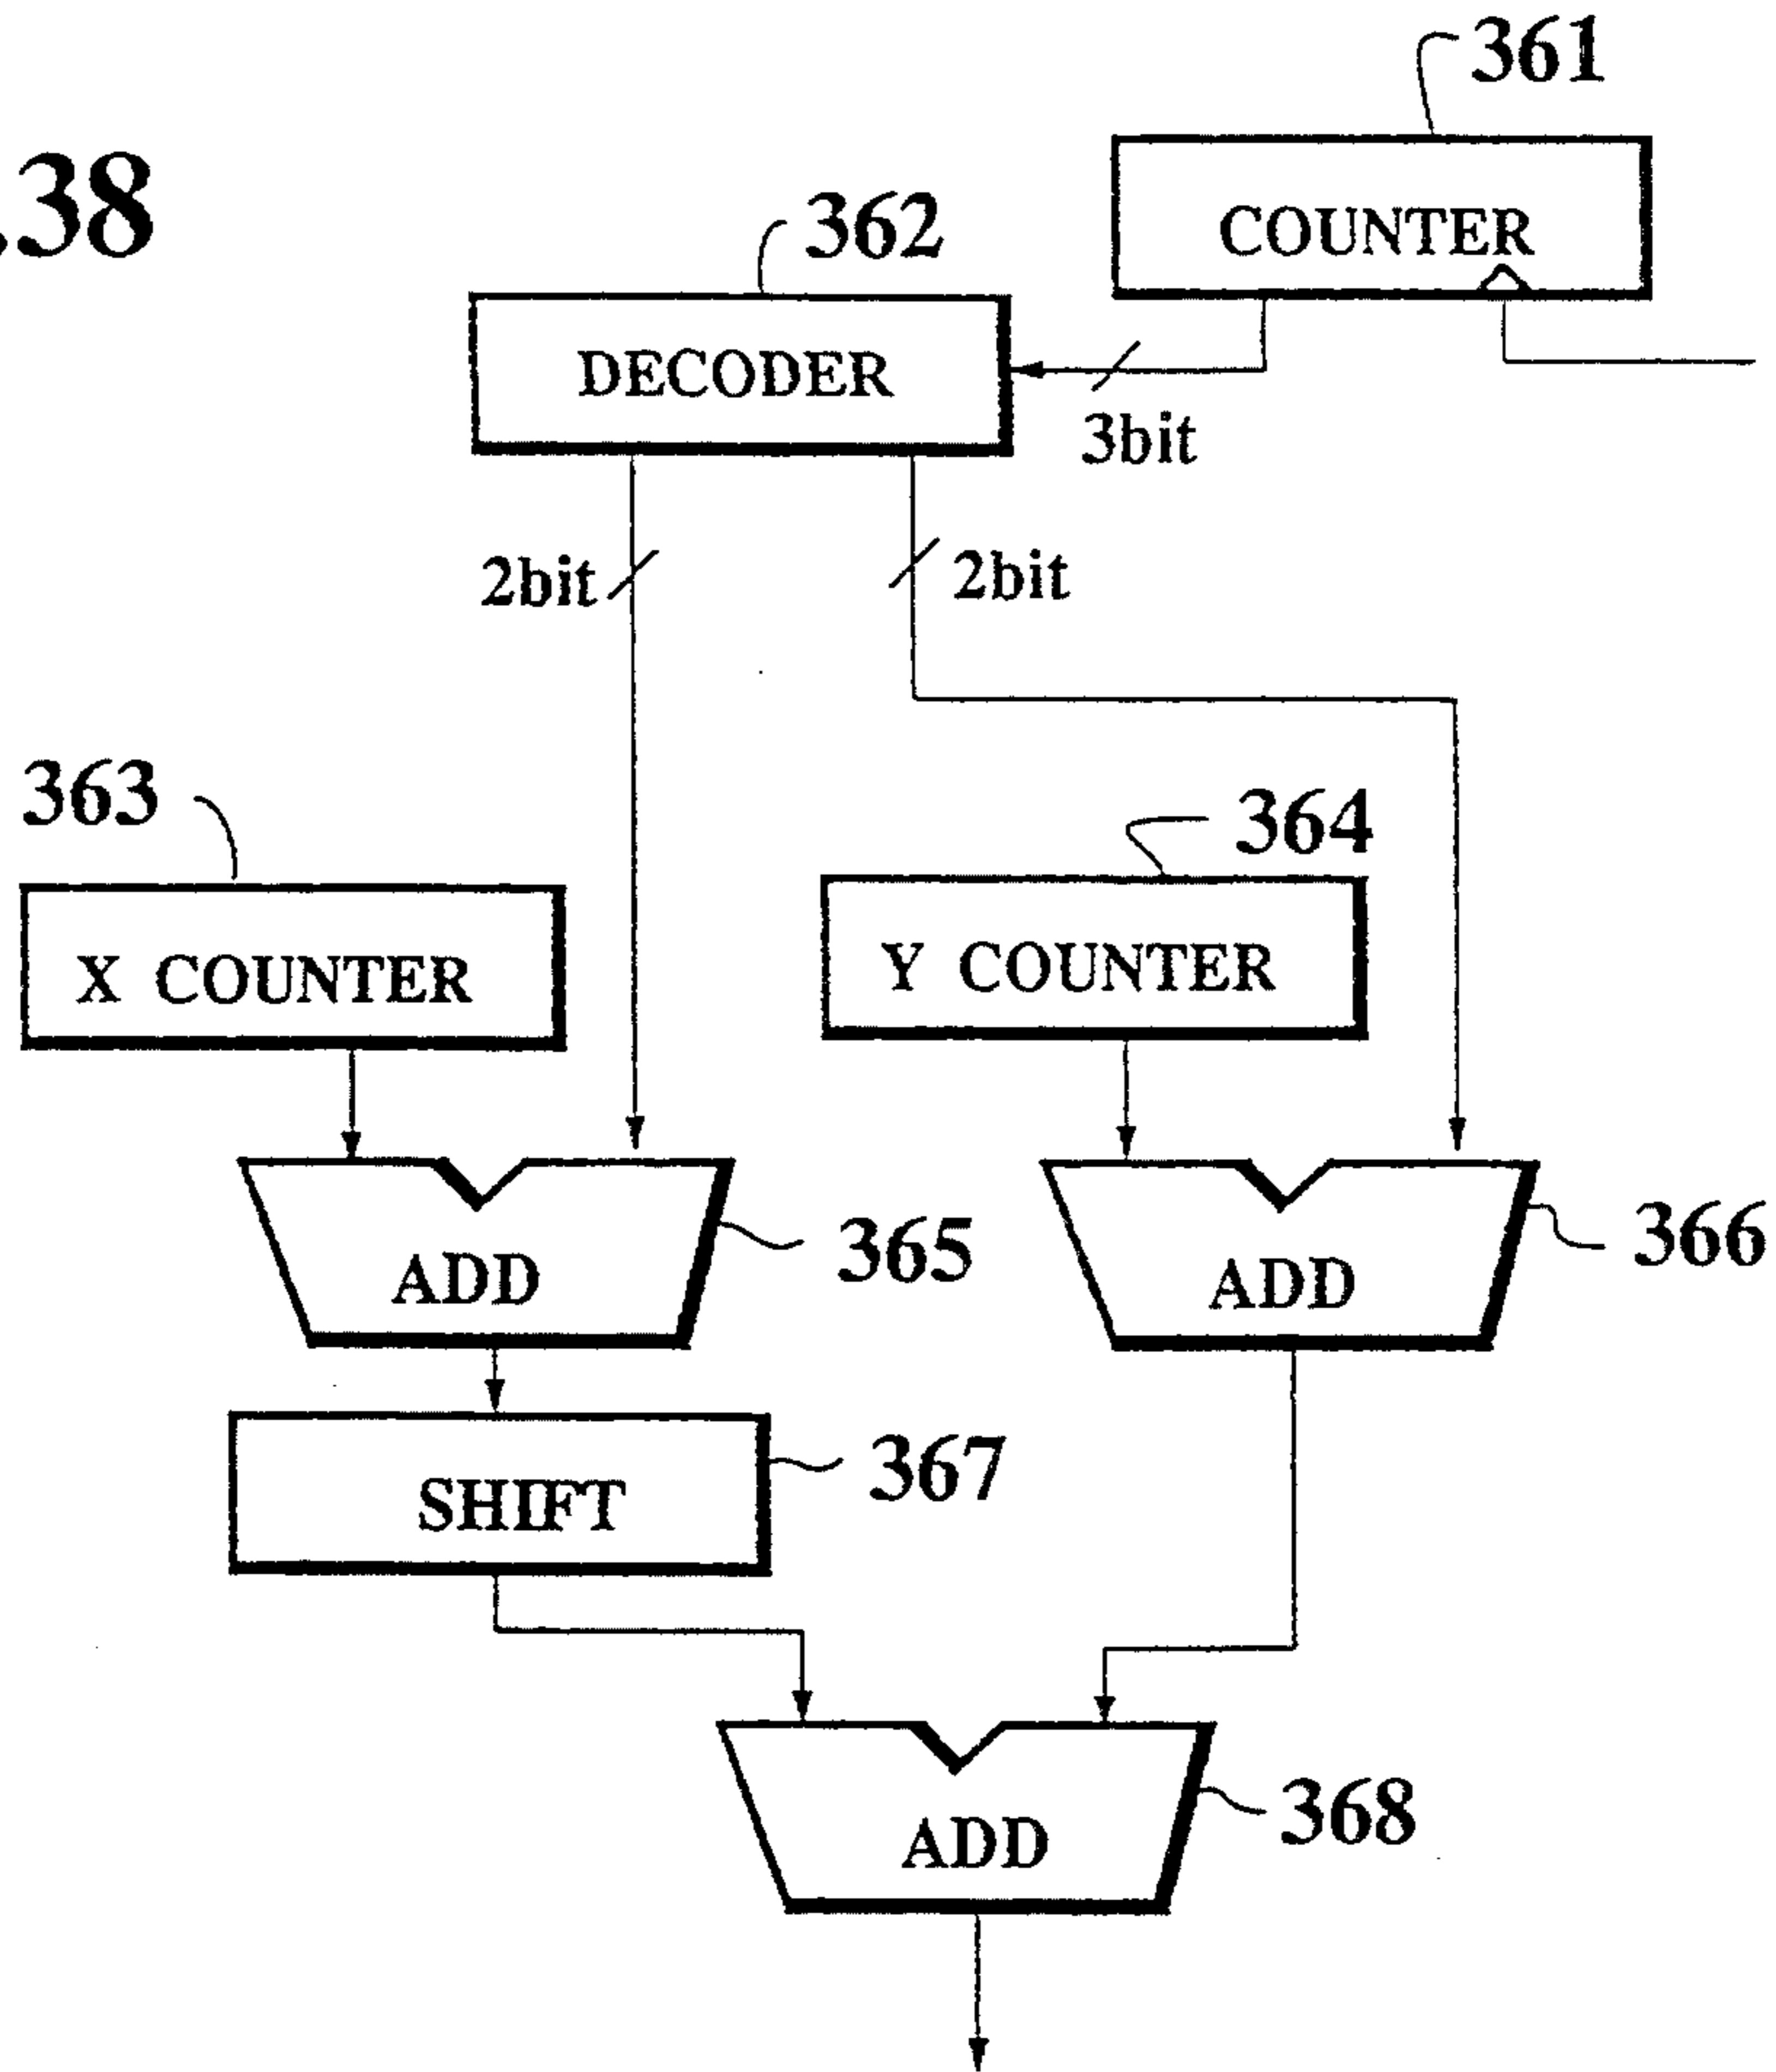 .38
361
COUNTER
362
DECODER
3bit
2bit
2bit
363
X COUNTER
364
Y COUNTER
ADD
365
ADD
366
SHIFT
367
ADD
368